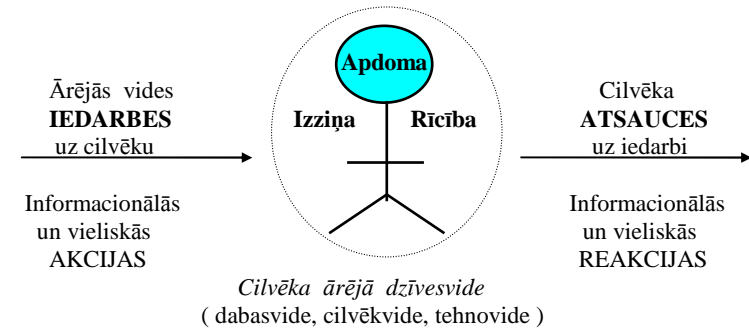 Ārējās vides
IEDARBES
uz cilvēku
Informacionālās
un vieliskās
AKCIJAS
Apdoma
Izziņa Rīcība
Cilvēka
ATSAUCES
uz iedarbi
Informacionālās
un vieliskās
REAKCIJAS
Cilvēka ārējā dzīvesvide
( dabasvide, cilvēkvide, tehnovide )